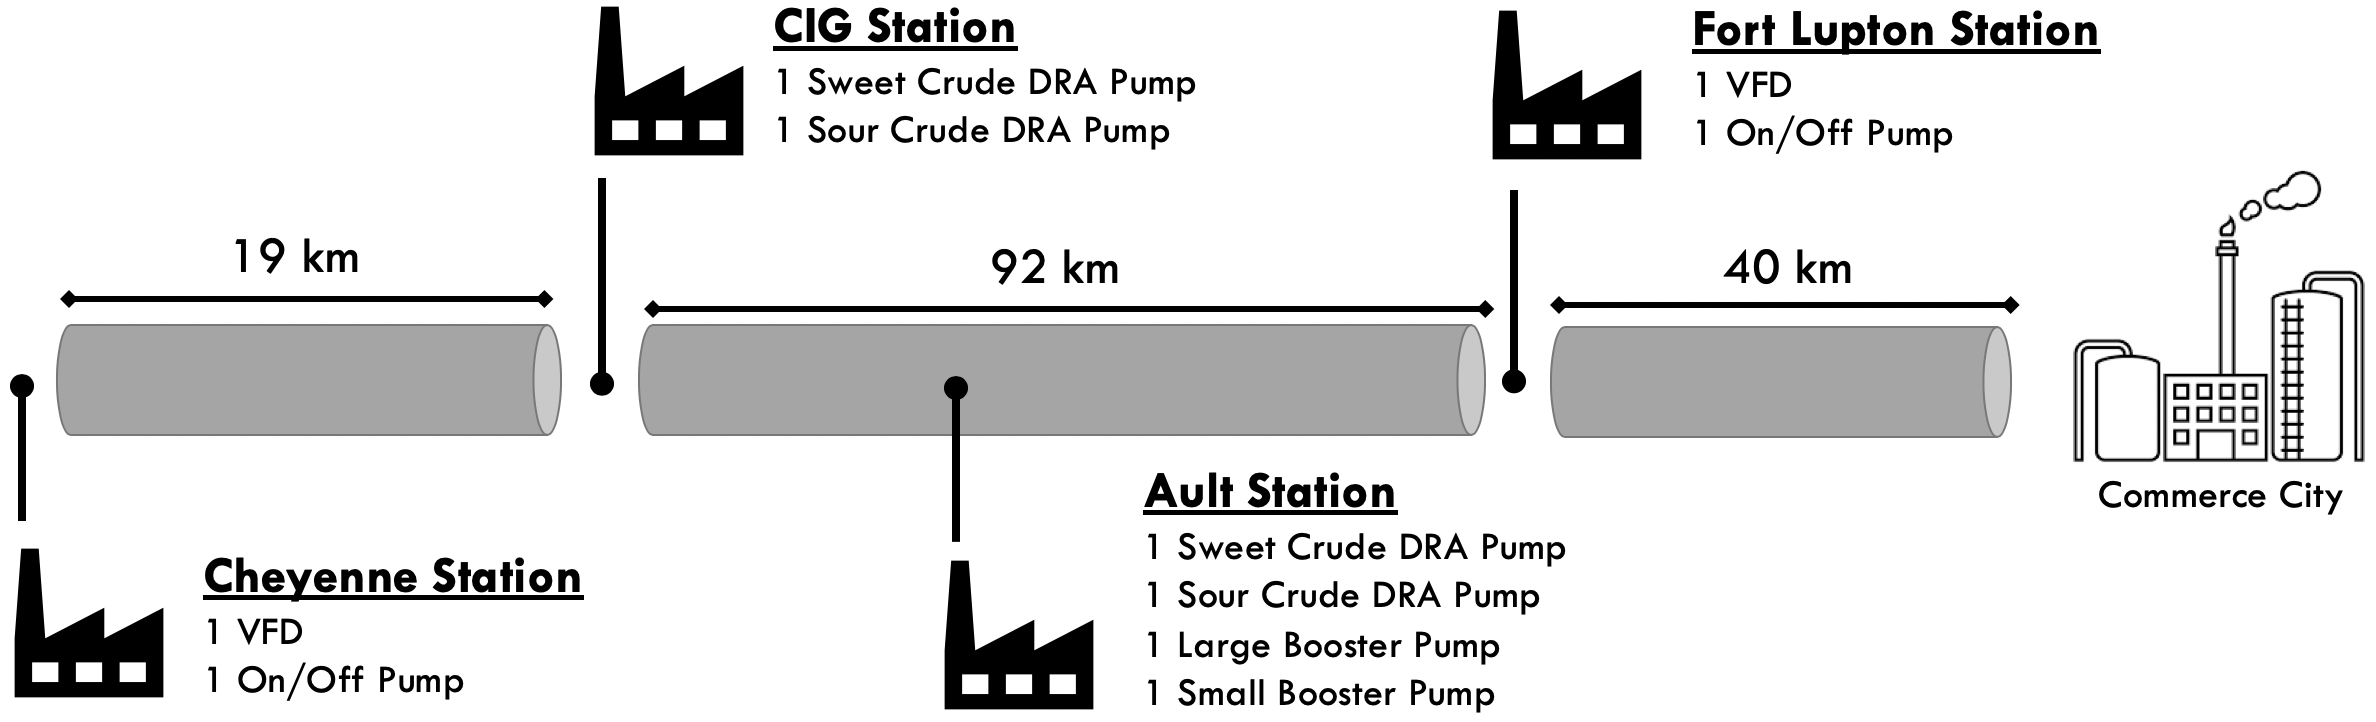 CIG Station
1 Sweet Crude DRA Pump
1 Sour Crude DRA Pump
Fort Lupton Station
1 VFD
1 On/Off Pump
19 km
92 km
40 km
Commerce City
Cheyenne Station
1 VFD
1 On/Off Pump
Ault Station
1 Sweet Crude DRA Pump
1 Sour Crude DRA Pump
1 Large Booster Pump
1 Small Booster Pump